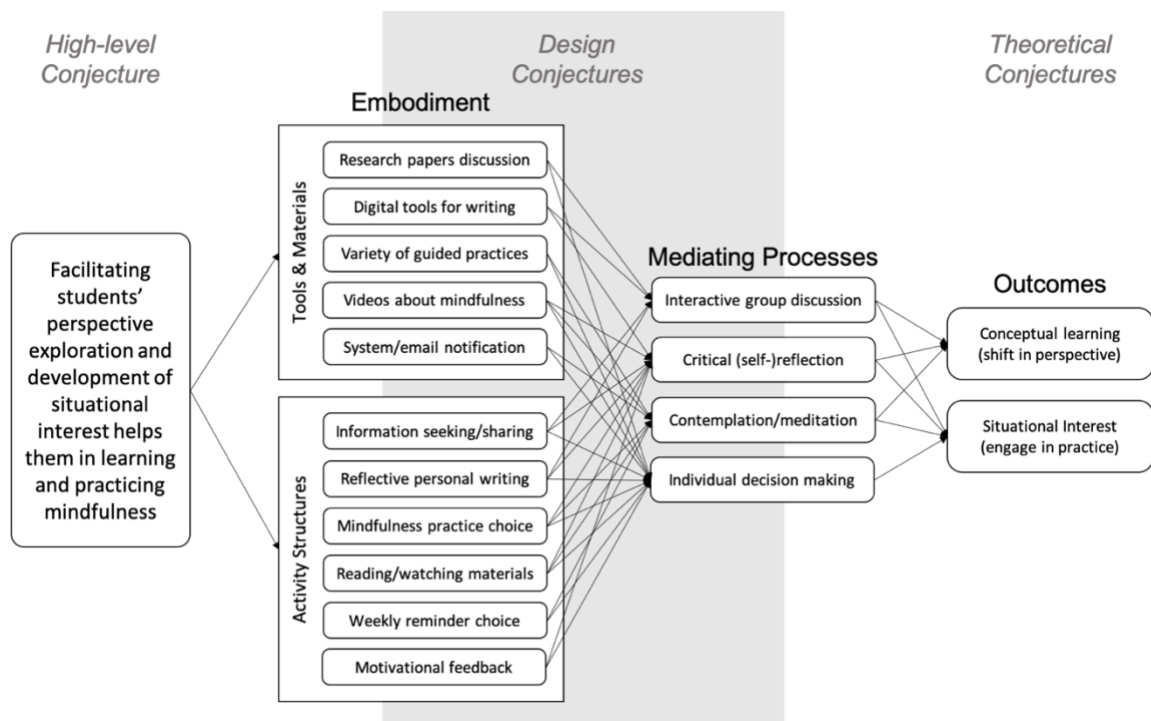 High-level
Conjecture
Design
Conjectures
Theoretical
Conjectures
Facilitating
students’
perspective
exploration and
development of
situational
interest helps
them in learning
and practicing
mindfulness
Embodiment
Tools & Materials
Research papers discussion
Digital tools for writing
Variety of guided practices
Videos about mindfulness
System/email notification
Activity Structures
Information seeking/sharing
Reflective personal writing
Mindfulness practice choice
Reading/watching materials
Weekly reminder choice
Motivational feedback
Mediating Processes
Interactive group discussion
Critical (self-)reflection
Contemplation/meditation
Individual decision making
Outcomes
Conceptual learning
(shift in perspective)
Situational Interest
(engage in practice)